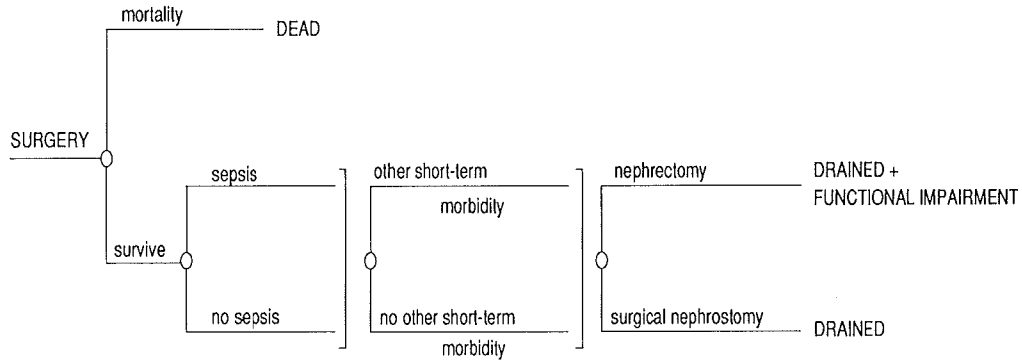 mortality
DEAD
SURGERY
sepsis
other short-term
morbidity
nephrectomy
DRAINED +
FUNCTIONAL IMPAIRMENT
survive
no sepsis
no other short-term
morbidity
surgical nephrostomy
DRAINED